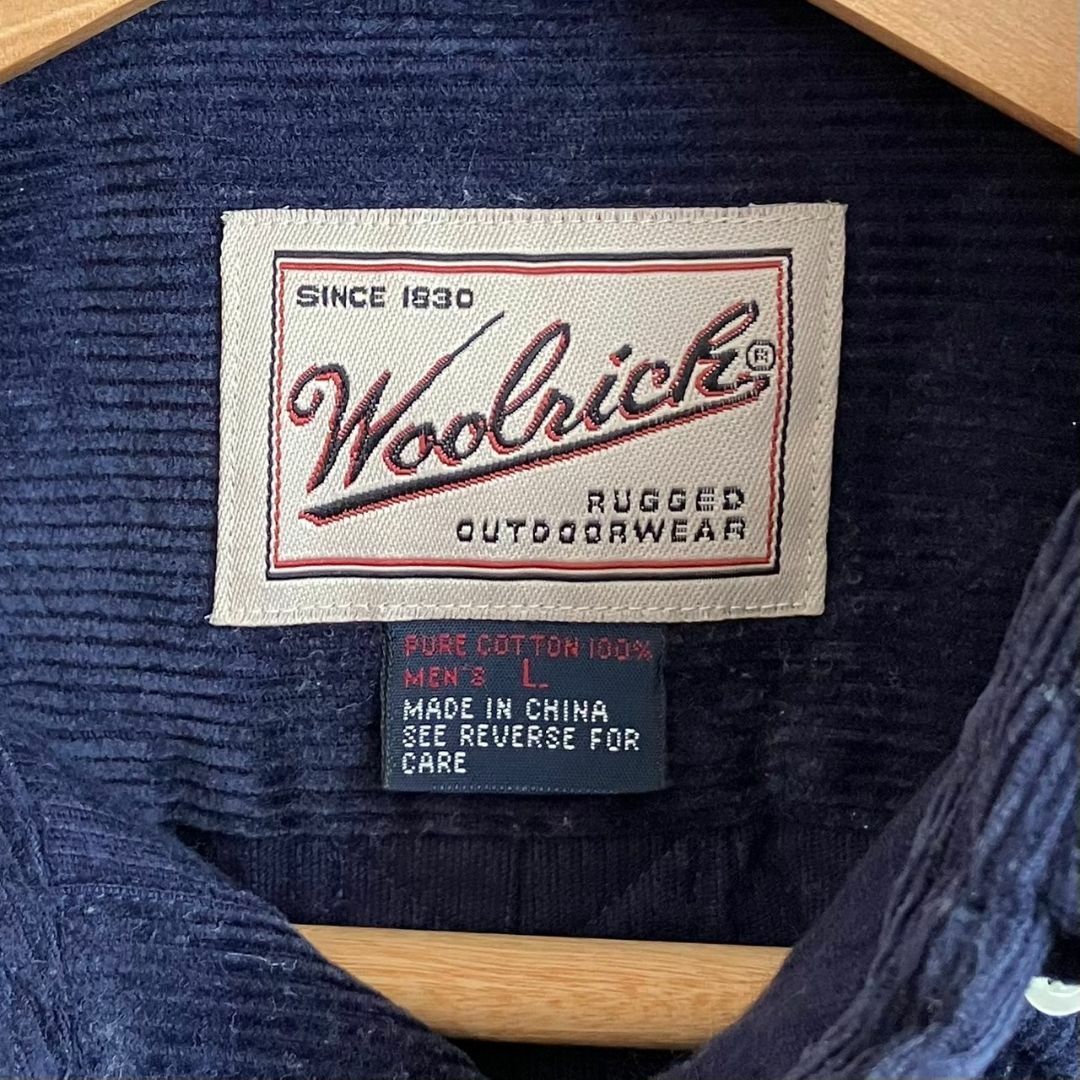 SINCE 1830
Woolrich®
RUGGED
OUTDOORWEAR
PURE COTTON 100%
MEN'S L
MADE IN CHINA
SEE REVERSE FOR
CARE